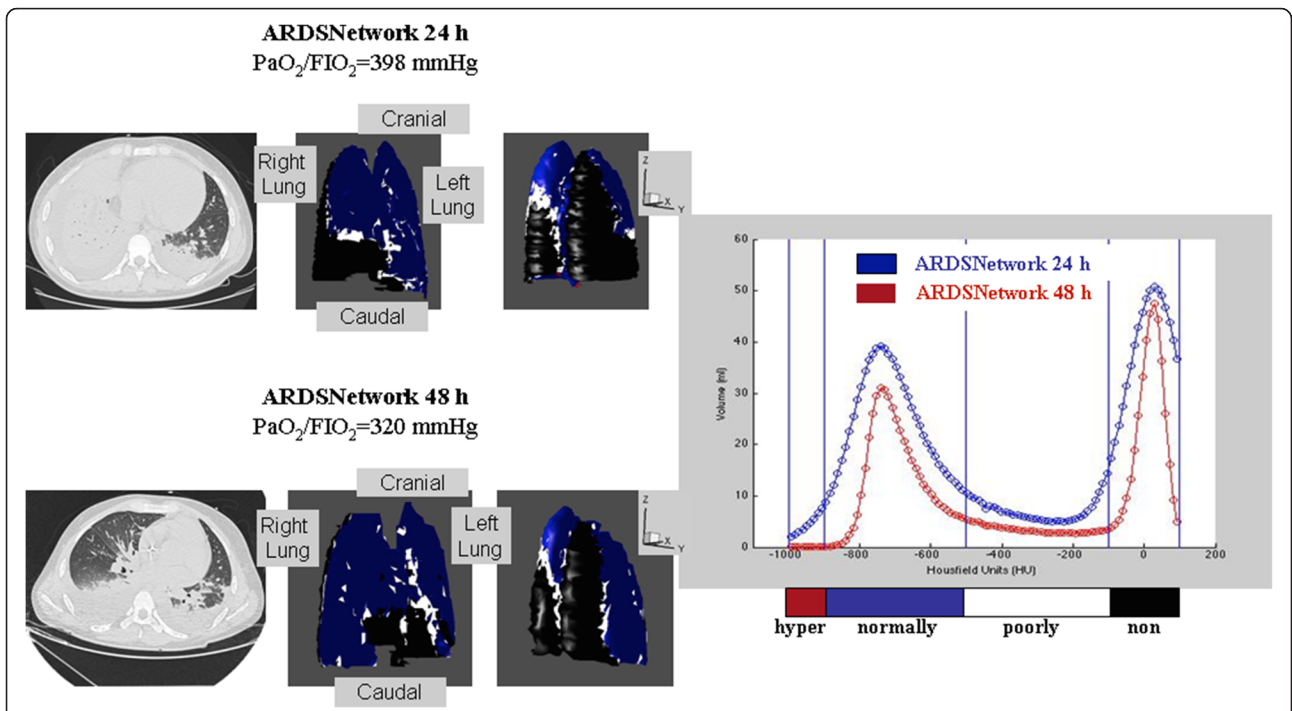 ARDSNetwork 24 h
PaO2/FIO2=398 mmHg
Cranial
Right
Lung
Left
Lung
Caudal
Z
X
Y
ARDSNetwork 48 h
PaO2/FIO2=320 mmHg
Cranial
Right
Lung
Left
Lung
Caudal
Z
X
Y
ARDSNetwork 24 h
ARDSNetwork 48 h
Volume (ml)
60
50
40
30
20
10
0
-1000
-800
-600
-400
-200
0
200
Housfield Units (HU)
hyper normally poorly non